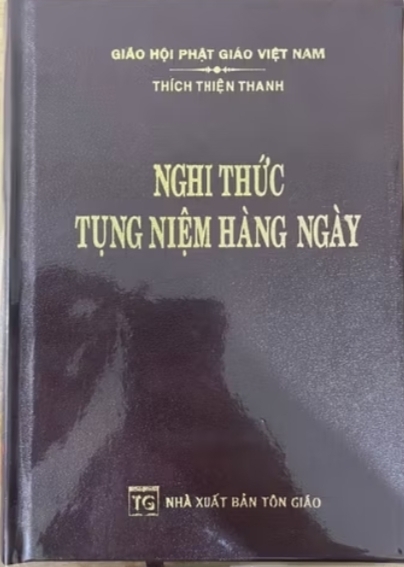 GIÁO HỘI PHẬT GIÁO VIỆT NAM
THÍCH THIỆN THANH
NGHI THỨC
TỤNG NIỆM HÀNG NGÀY
TG NHÀ XUẤT BẢN TÔN GIÁO